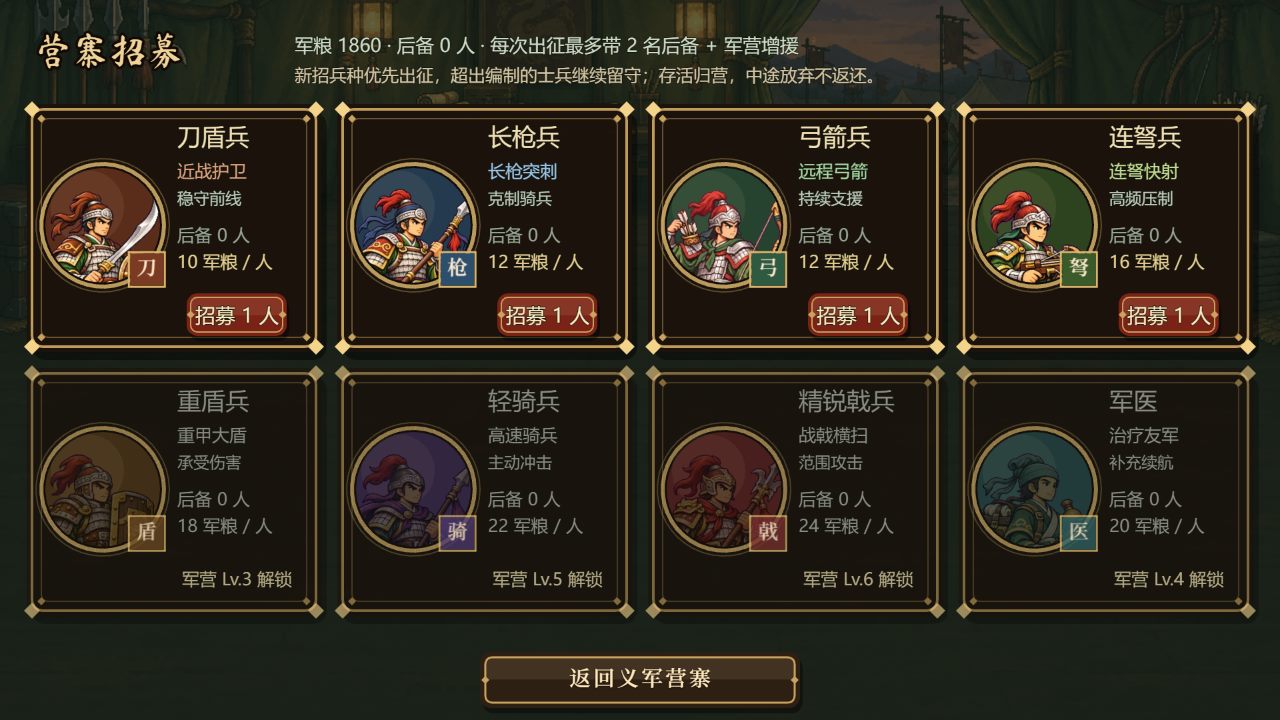 营寨招募
军粮 1860 · 后备 0 人 · 每次出征最多带 2 名后备 + 军营增援
新招兵种优先出征，超出编制的士兵继续留守；存活归营，中途放弃不返还。
刀盾兵
近战护卫
稳守前线
后备 0 人
10 军粮 / 人
刀
招募 1 人
长枪兵
长枪突刺
克制骑兵
后备 0 人
12 军粮 / 人
枪
招募 1 人
弓箭兵
远程弓箭
持续支援
后备 0 人
12 军粮 / 人
弓
招募 1 人
连弩兵
连弩快射
高频压制
后备 0 人
16 军粮 / 人
弩
招募 1 人
重盾兵
重甲大盾
承受伤害
后备 0 人
18 军粮 / 人
盾
军营 Lv.3 解锁
轻骑兵
高速骑兵
主动冲击
后备 0 人
22 军粮 / 人
骑
军营 Lv.5 解锁
精锐戟兵
战戟横扫
范围攻击
后备 0 人
24 军粮 / 人
戟
军营 Lv.6 解锁
军医
治疗友军
补充续航
后备 0 人
20 军粮 / 人
医
军营 Lv.4 解锁
返回义军营寨